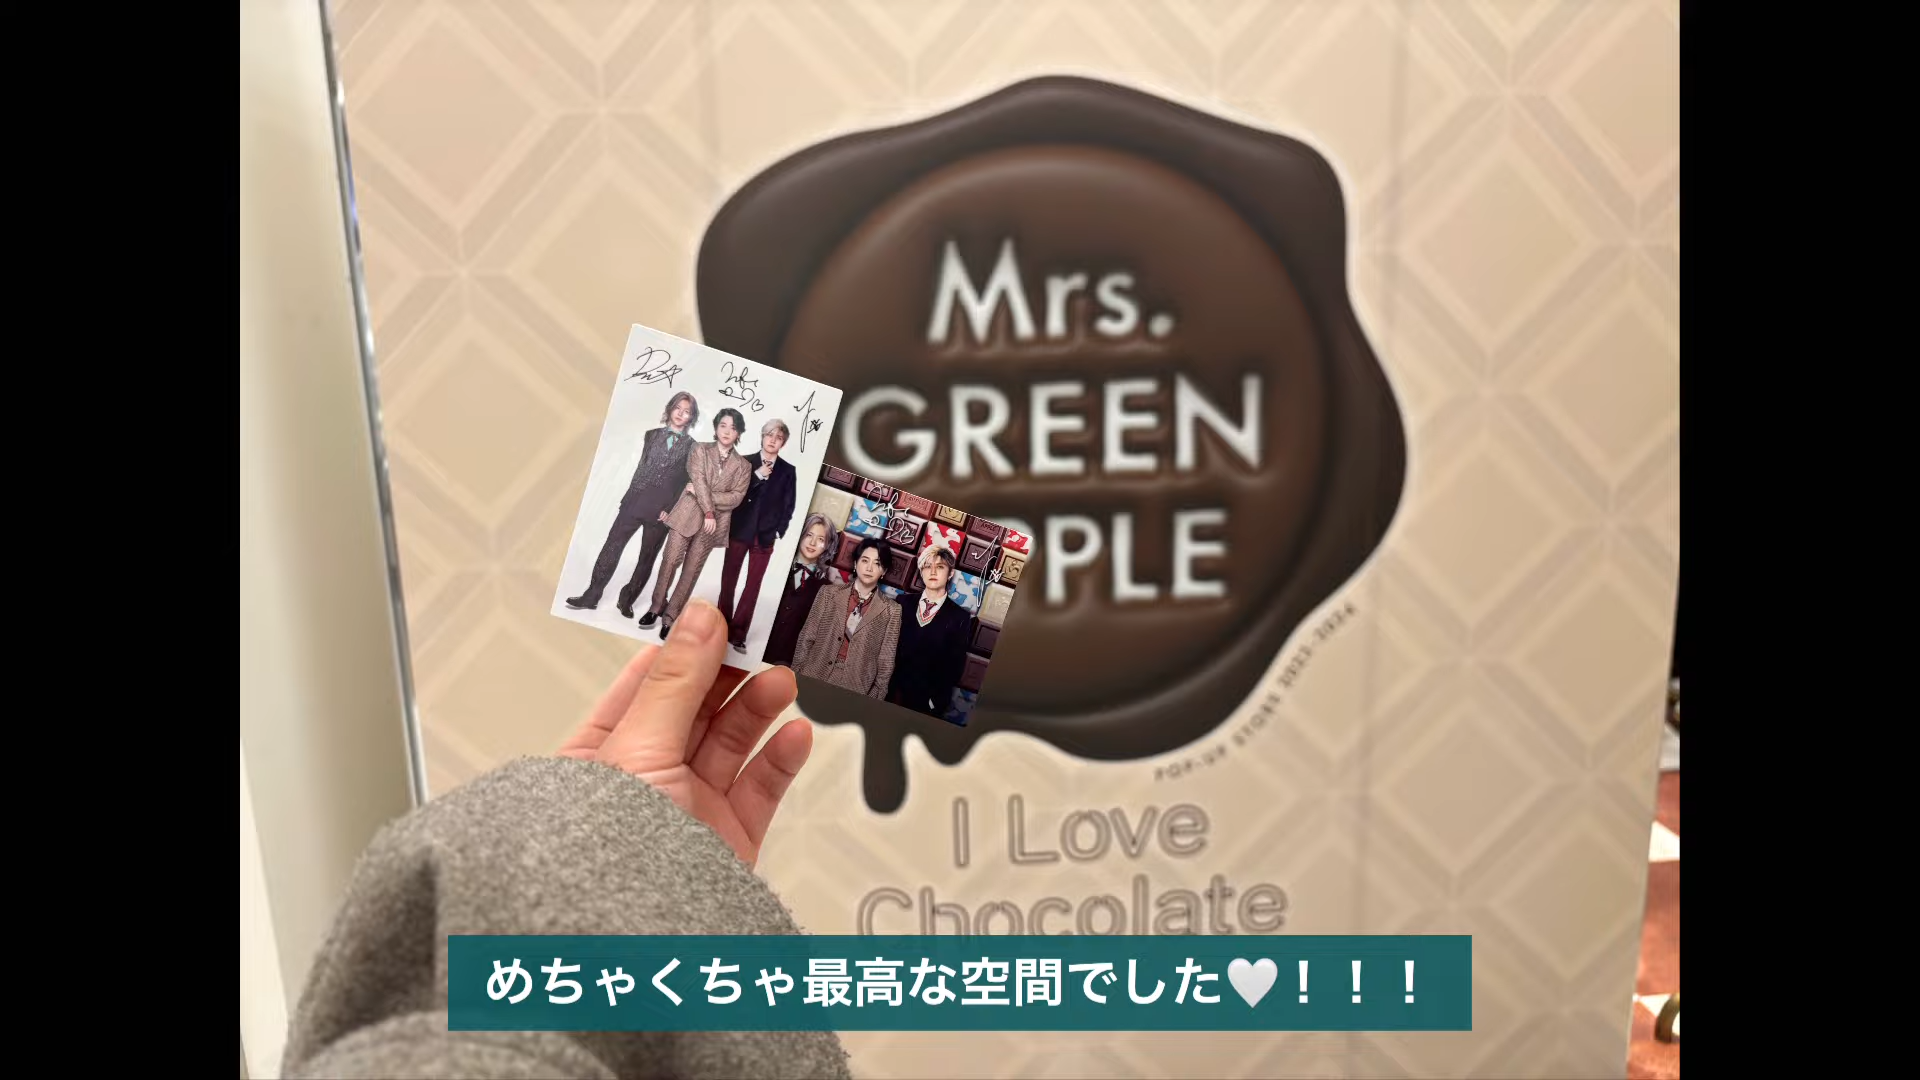 Mrs.
GREEN
PPLE
POP-UP STORE 2023-2024
I Love
Chocolate
めちゃくちゃ最高な空間でした🤍！！！